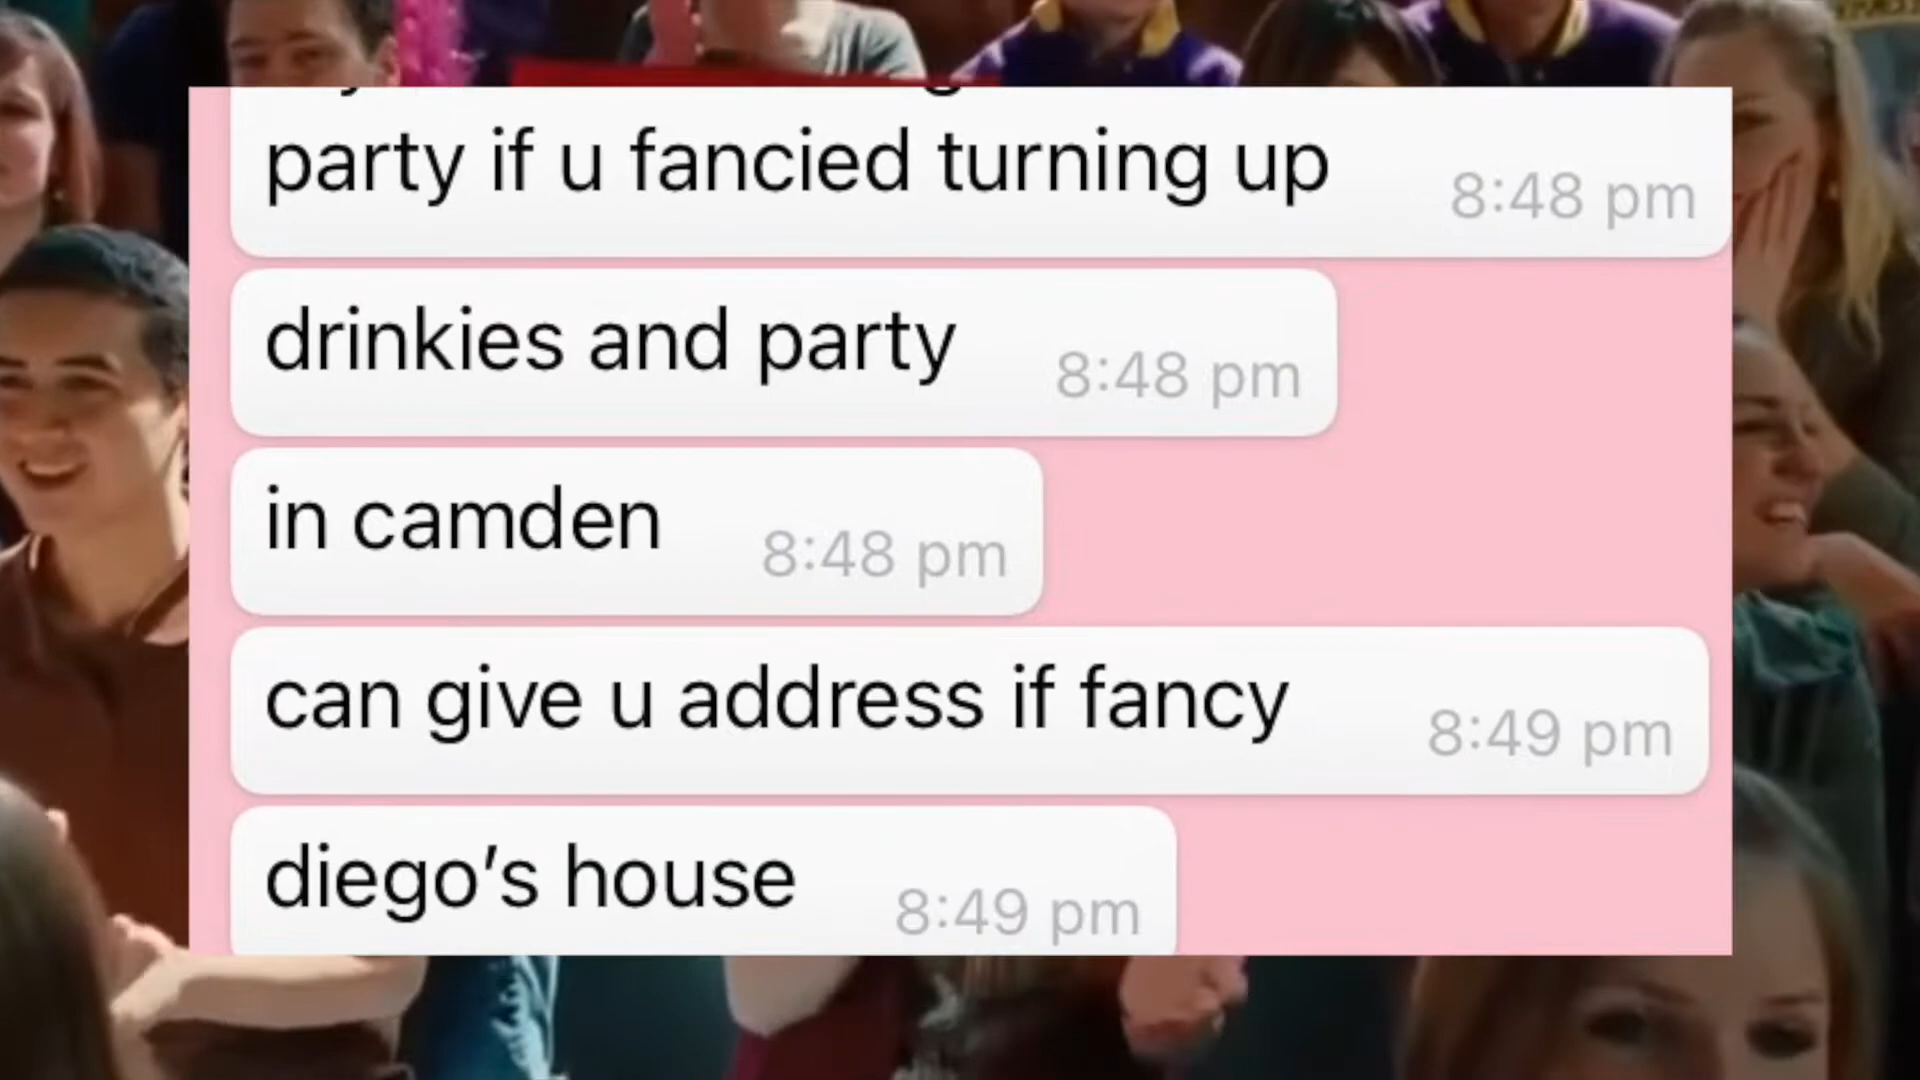 party if u fancied turning up
8:48 pm
drinkies and party
8:48 pm
in camden
8:48 pm
can give u address if fancy
8:49 pm
diego's house
8:49 pm